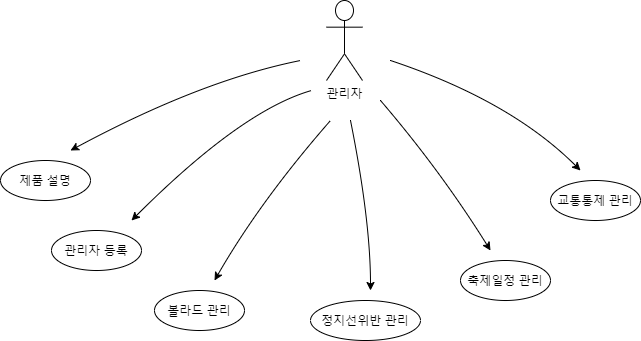 관리자
제품 설명
교통통제 관리
관리자 등록
축제일정 관리
볼라드 관리
정지선위반 관리